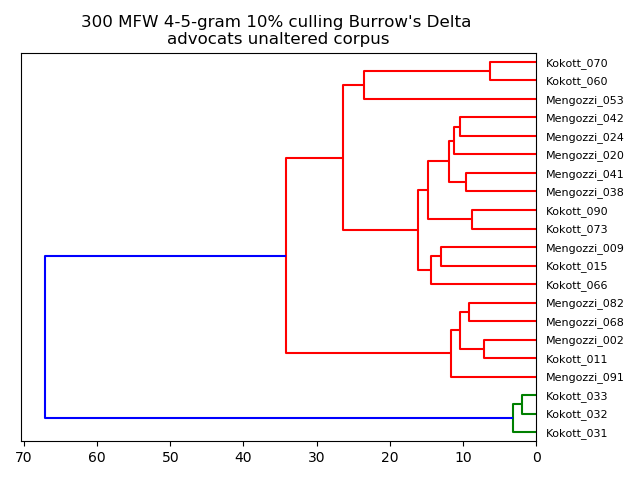 300 MFW 4-5-gram 10% culling Burrow's Delta
advocats unaltered corpus
Kokott_070
Kokott_060
Mengozzi_053
Mengozzi_042
Mengozzi_024
Mengozzi_020
Mengozzi_041
Mengozzi_038
Kokott_090
Kokott_073
Mengozzi_009
Kokott_015
Kokott_066
Mengozzi_082
Mengozzi_068
Mengozzi_002
Kokott_011
Mengozzi_091
Kokott_033
Kokott_032
Kokott_031
70 60 50 40 30 20 10 0